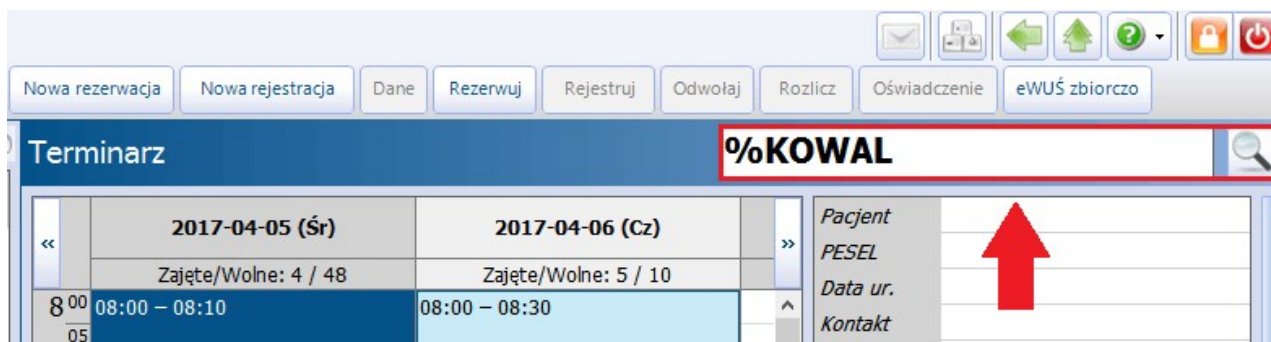 Nowa rezerwacja Nowa rejestracja Dane Rezerwuj Rejestruj Odwołaj Rozlicz Oświadczenie eWUŚ zbiorczo
Terminarz %KOWAL
« 2017-04-05 (Śr) 2017-04-06 (Cz) »
Zajęte/Wolne: 4 / 48 Zajęte/Wolne: 5 / 10
8 00 08:00 – 08:10 08:00 – 08:30
05
Pacjent
PESEL
Data ur.
Kontakt